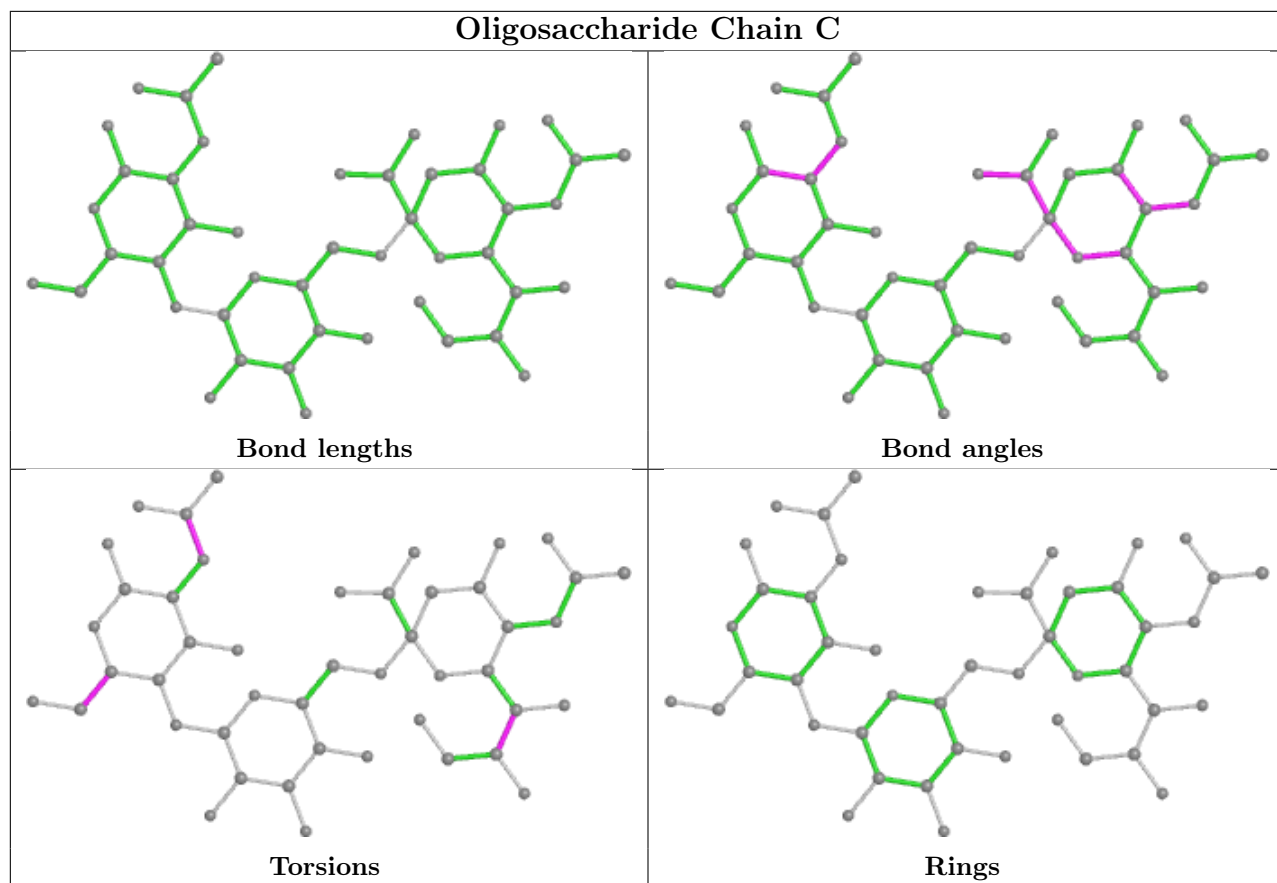 Oligosaccharide Chain C
Bond lengths
Bond angles
Torsions
Rings